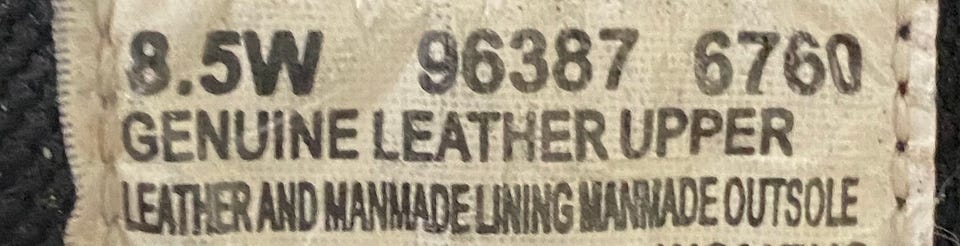 8.5W 96387 6760
GENUINE LEATHER UPPER
LEATHER AND MANMADE LINING MANMADE OUTSOLE